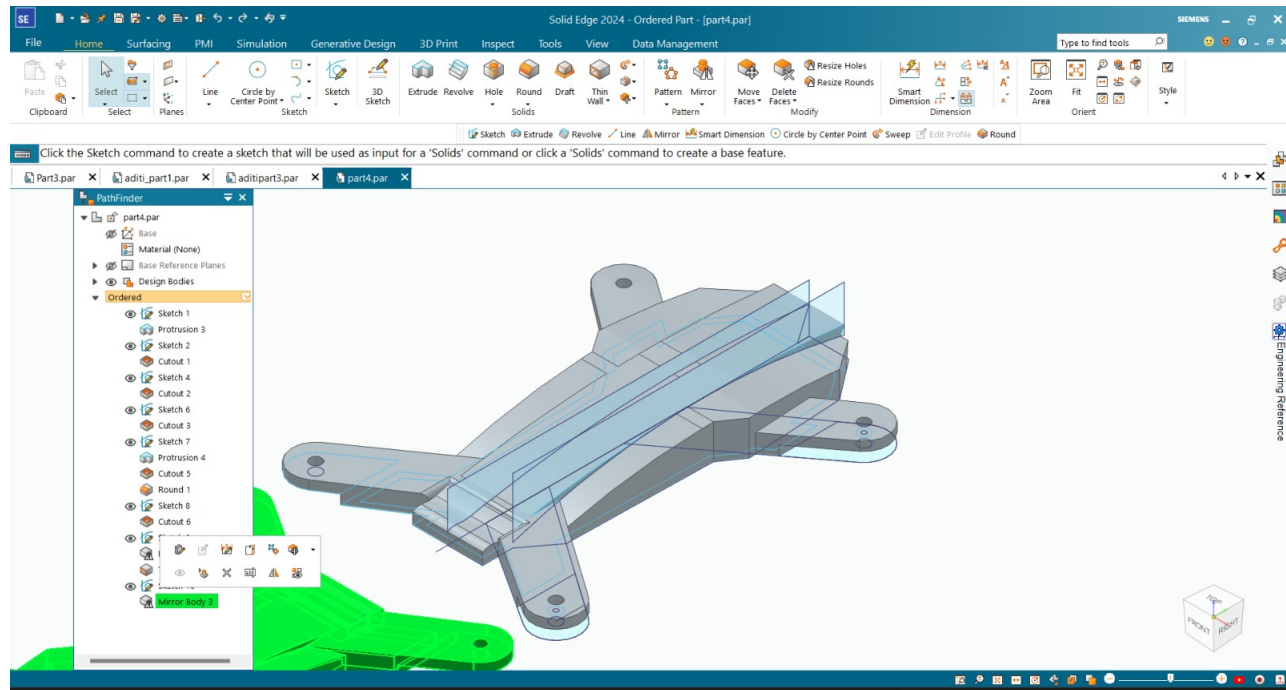 SE
Solid Edge 2024 - Ordered Part - [part4.par]
SIEMENS
File Home Surfacing PMI Simulation Generative Design 3D Print Inspect Tools View Data Management
Type to find tools
Paste
Select
Line
Circle by Center Point
Sketch
3D Sketch
Extrude Revolve Hole Round Draft Thin Wall
Pattern Mirror
Move Faces
Delete Faces
Resize Holes
Resize Rounds
Smart Dimension
Zoom Area
Fit
Style
Clipboard Select Planes Sketch Solids Pattern Modify Dimension Orient
Sketch Extrude Revolve Line Mirror Smart Dimension Circle by Center Point Sweep Edit Profile Round
Click the Sketch command to create a sketch that will be used as input for a 'Solids' command or click a 'Solids' command to create a base feature.
Part3.par aditi_part1.par aditipart3.par part4.par
PathFinder
part4.par
Base
Material (None)
Base Reference Planes
Design Bodies
Ordered
Sketch 1
Protrusion 3
Sketch 2
Cutout 1
Sketch 4
Cutout 2
Sketch 6
Cutout 3
Sketch 7
Protrusion 4
Cutout 5
Round 1
Sketch 8
Cutout 6
Mirror Body 3
Engineering Reference
TOP
FRONT
RIGHT